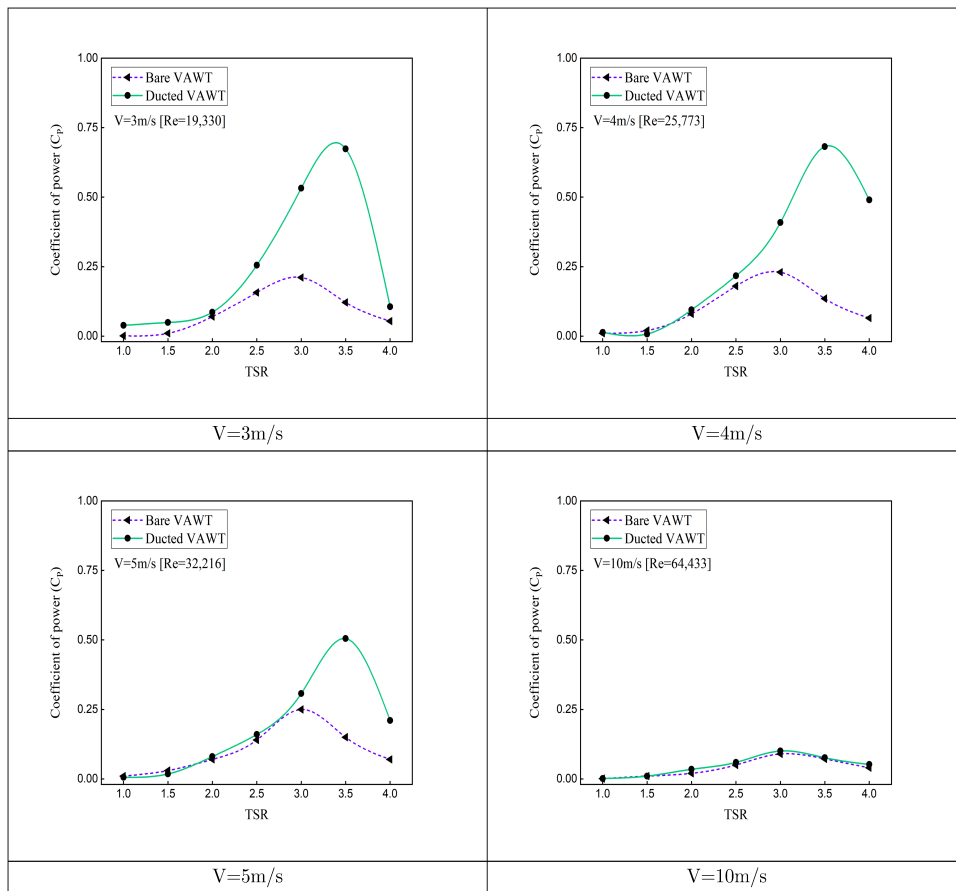 1.00
0.75
0.50
0.25
0.00
Coefficient of power (C_P)
Bare VAWT
Ducted VAWT
V=3m/s [Re=19,330]
1.0 1.5 2.0 2.5 3.0 3.5 4.0
TSR
V=3m/s
1.00
0.75
0.50
0.25
0.00
Coefficient of power (C_P)
Bare VAWT
Ducted VAWT
V=4m/s [Re=25,773]
1.0 1.5 2.0 2.5 3.0 3.5 4.0
TSR
V=4m/s
1.00
0.75
0.50
0.25
0.00
Coefficient of power (C_P)
Bare VAWT
Ducted VAWT
V=5m/s [Re=32,216]
1.0 1.5 2.0 2.5 3.0 3.5 4.0
TSR
V=5m/s
1.00
0.75
0.50
0.25
0.00
Coefficient of power (C_P)
Bare VAWT
Ducted VAWT
V=10m/s [Re=64,433]
1.0 1.5 2.0 2.5 3.0 3.5 4.0
TSR
V=10m/s